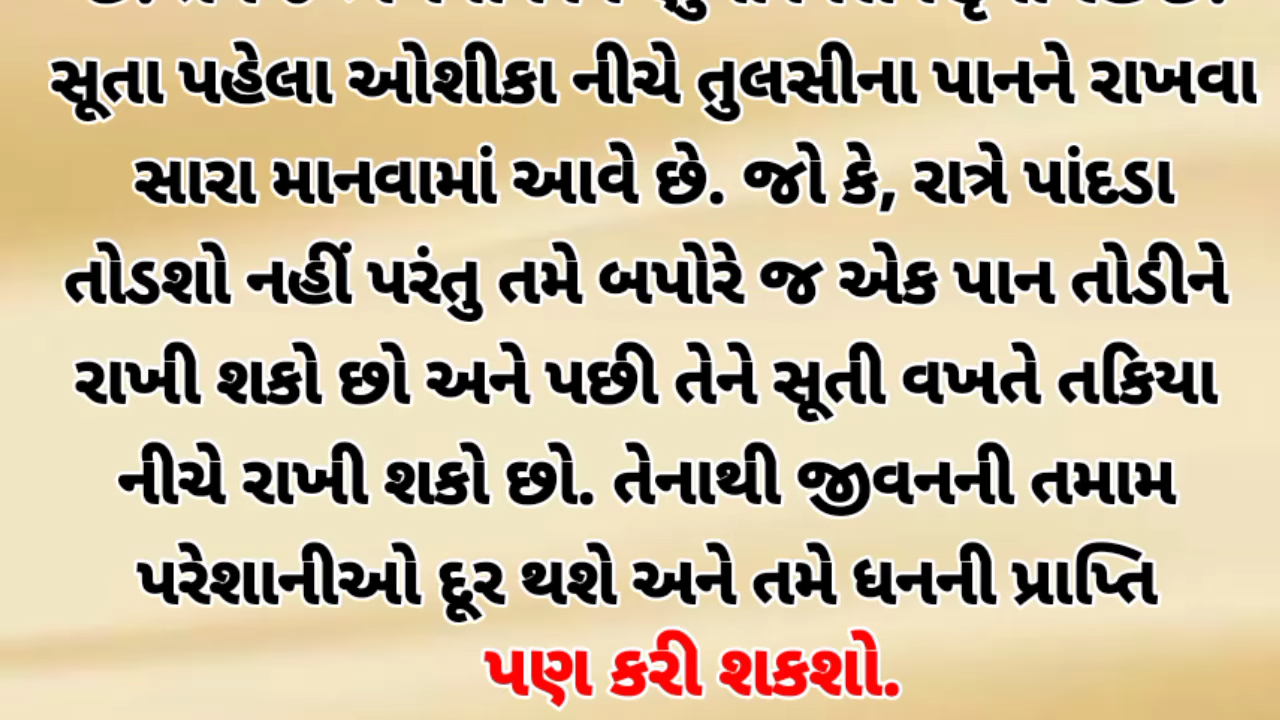 સૂતા પહેલા ઓશીકા નીચે તુલસીના પાનને રાખવા
સારા માનવામાં આવે છે. જો કે, રાત્રે પાંદડા
તોડશો નહીં પરંતુ તમે બપોરે જ એક પાન તોડીને
રાખી શકો છો અને પછી તેને સૂતી વખતે તકિયા
નીચે રાખી શકો છો. તેનાથી જીવનની તમામ
પરેશાનીઓ દૂર થશે અને તમે ધનની પ્રાપ્તિ
પણ કરી શકશો.